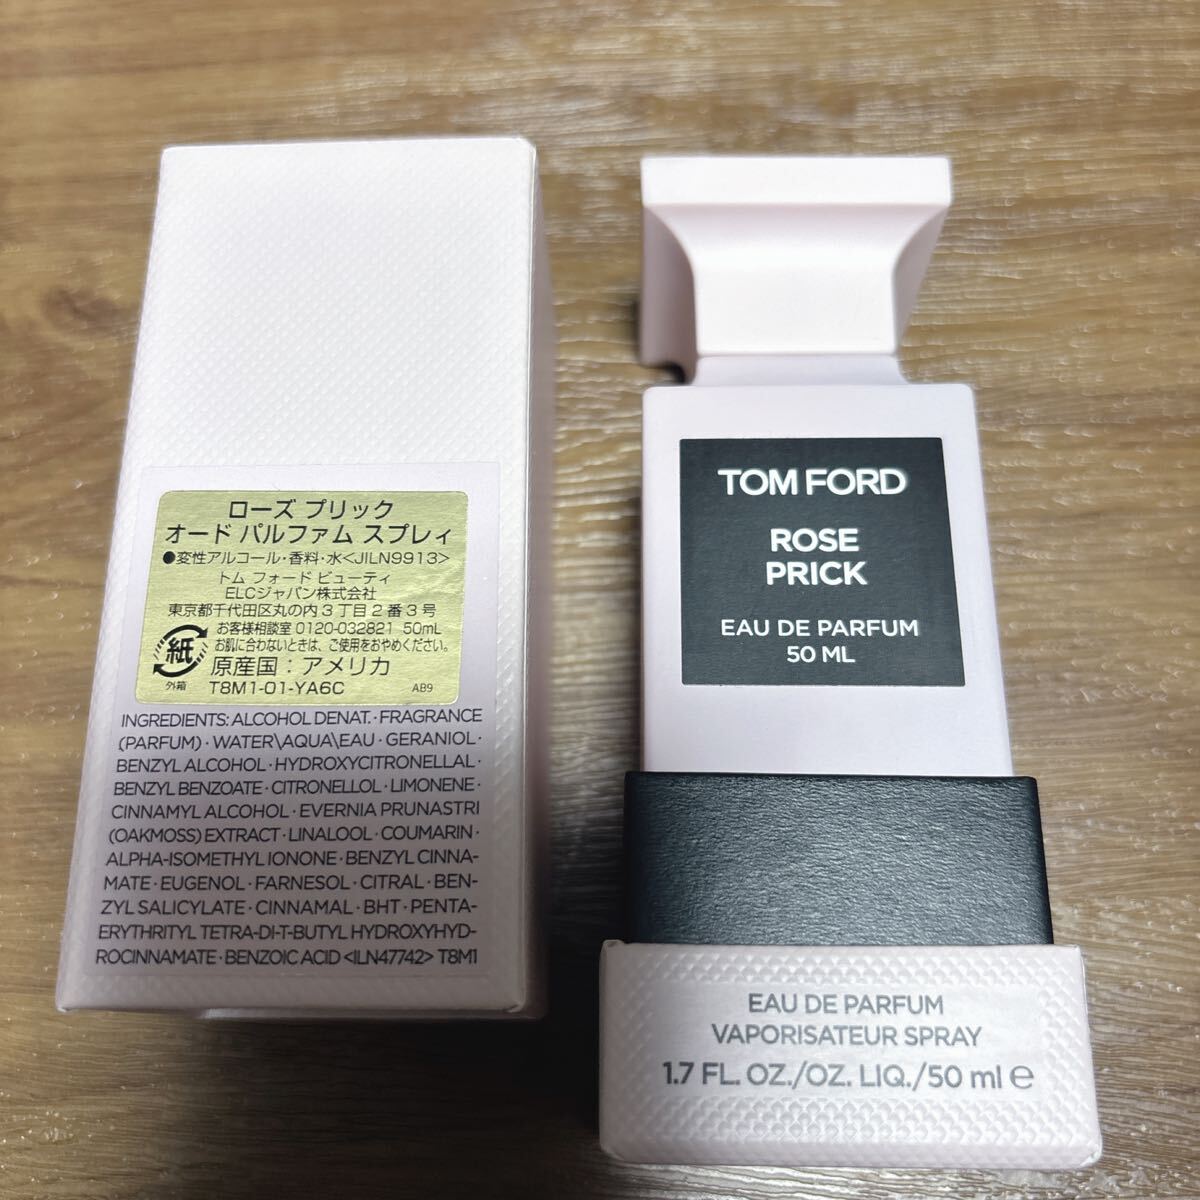 ローズ プリック
オード パルファム スプレィ
●変性アルコール・香料・水<JILN9913>
トム フォード ビューティ
ELCジャパン株式会社
東京都千代田区丸の内3丁目2番3号
お客様相談室 0120-032821 50mL
お肌に合わないときは、ご使用をおやめください。
紙
原産国：アメリカ
外箱
T8M1-01-YA6C
AB9
INGREDIENTS: ALCOHOL DENAT. · FRAGRANCE
(PARFUM) · WATER\AQUA\EAU · GERANIOL ·
BENZYL ALCOHOL · HYDROXYCITRONELLAL ·
BENZYL BENZOATE · CITRONELLOL · LIMONENE ·
CINNAMYL ALCOHOL · EVERNIA PRUNASTRI
(OAKMOSS) EXTRACT · LINALOOL · COUMARIN ·
ALPHA-ISOMETHYL IONONE · BENZYL CINNA-
MATE · EUGENOL · FARNESOL · CITRAL · BEN-
ZYL SALICYLATE · CINNAMAL · BHT · PENTA-
ERYTHRITYL TETRA-DI-T-BUTYL HYDROXYHYD-
ROCINNAMATE · BENZOIC ACID <ILN47742> T8M1
TOM FORD
ROSE
PRICK
EAU DE PARFUM
50 ML
EAU DE PARFUM
VAPORISATEUR SPRAY
1.7 FL. OZ./OZ. LIQ./50 ml ℮